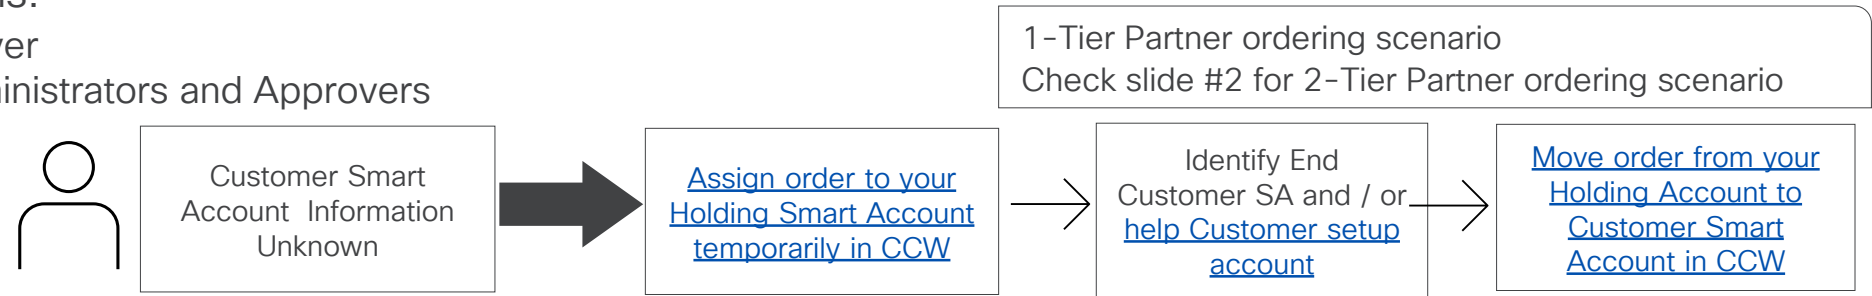 1-Tier Partner ordering scenario
Check slide #2 for 2-Tier Partner ordering scenario
and Approvers
Customer Smart
Account Information
Unknown
Assign order to your
Holding Smart Account
temporarily in CCW
Identify End
Customer SA and / or
help Customer setup
account
Move order from your
Holding Account to
Customer Smart
Account in CCW